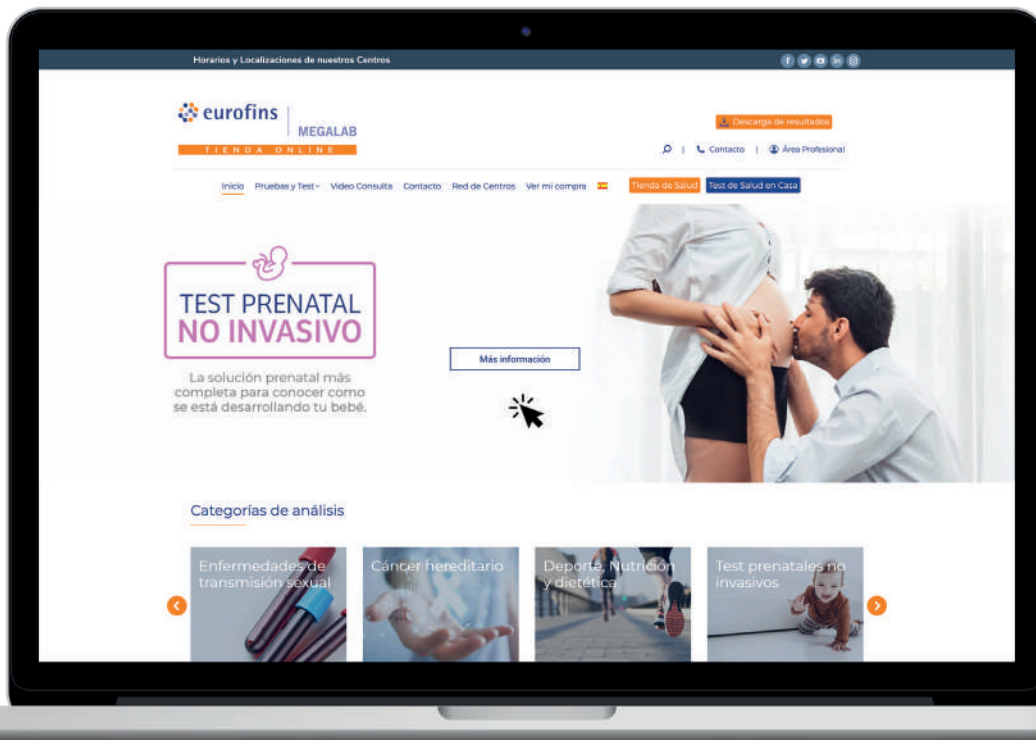 Horarios y Localizaciones de nuestros Centros
eurofins
MEGALAB
TIENDA ONLINE
Descarga de resultados
Contacto | Área Profesional
Inicio Pruebas y Test Video Consulta Contacto Red de Centros Ver mi compra Tienda de Salud Test de Salud en Casa
TEST PRENATAL
NO INVASIVO
La solución prenatal más
completa para conocer como
se está desarrollando tu bebé.
Más información
Categorías de análisis
Enfermedades de
transmisión sexual
Cáncer hereditario
Deporte, Nutrición
y dietética
Test prenatales no
invasivos